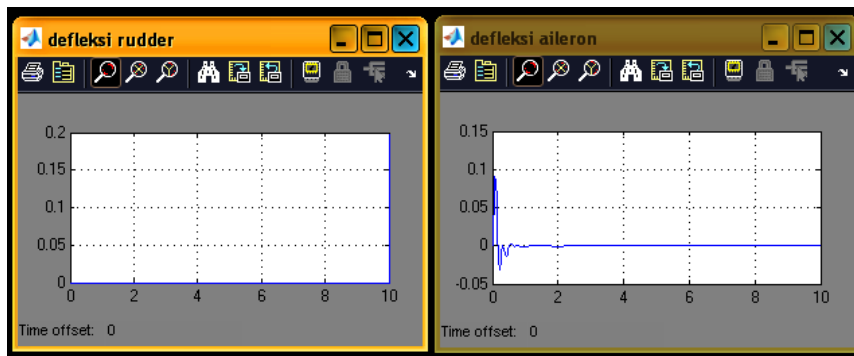 defleksi rudder
0.2
0.15
0.1
0.05
0
0 2 4 6 8 10
Time offset: 0
defleksi aileron
0.15
0.1
0.05
0
-0.05
0 2 4 6 8 10
Time offset: 0